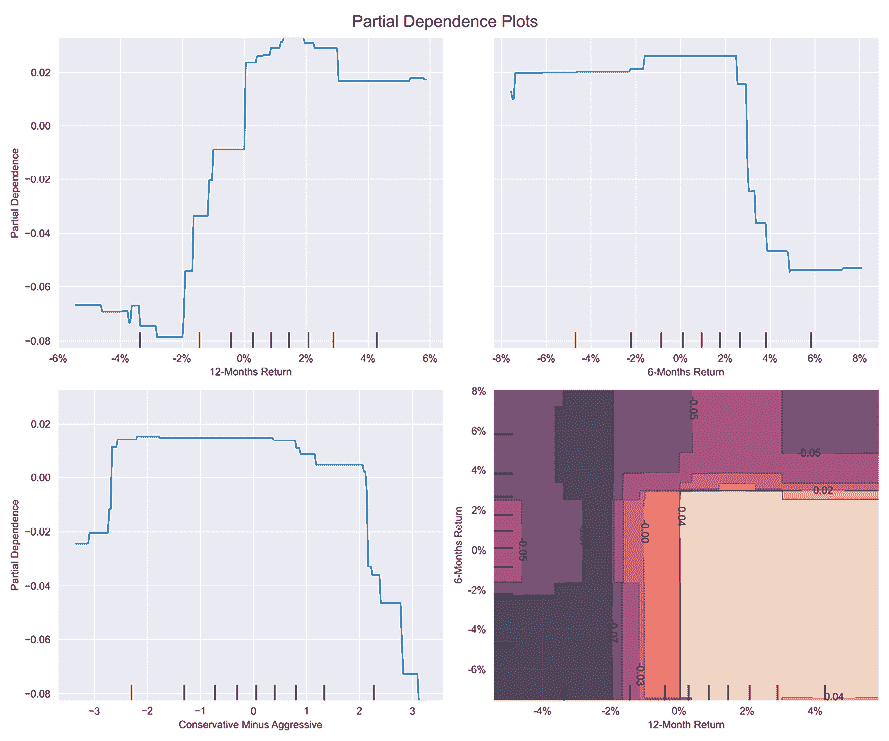 Partial Dependence Plots
Partial Dependence
0.02
0.00
−0.02
−0.04
−0.06
−0.08
-6% -4% -2% 0% 2% 4% 6%
12-Months Return
-8% -6% -4% -2% 0% 2% 4% 6% 8%
6-Months Return
Partial Dependence
0.02
0.00
−0.02
−0.04
−0.06
−0.08
−3 −2 −1 0 1 2 3
Conservative Minus Aggressive
6-Months Return
8%
6%
4%
2%
0%
-2%
-4%
-6%
-0.05
-0.05
0.02
0.04
-0.00
-0.05
-0.03
0.04
-4% -2% 0% 2% 4%
12-Month Return